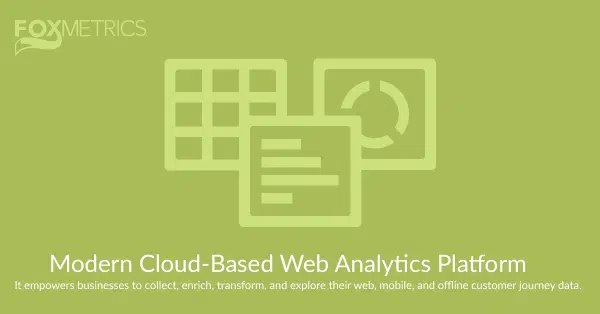 FOXMETRICS
Modern Cloud-Based Web Analytics Platform
It empowers businesses to collect, enrich, transform, and explore their web, mobile, and offline customer journey data.